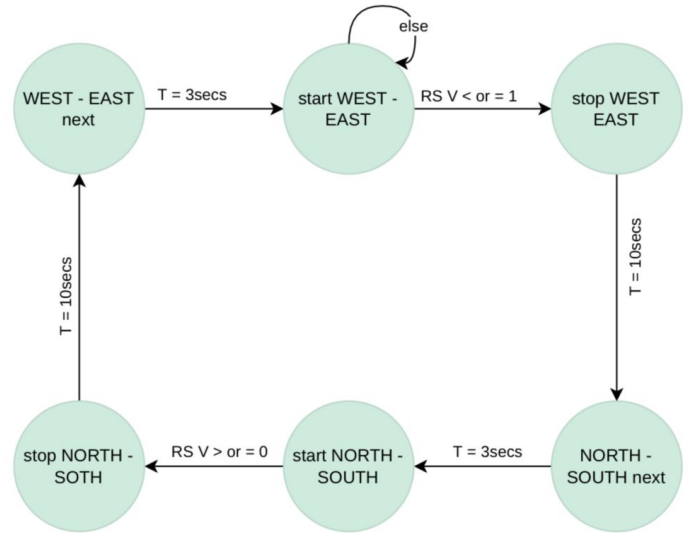 else
WEST - EAST
next
T = 3secs
start WEST -
EAST
RS V < or = 1
stop WEST
EAST
T = 10secs
T = 10secs
stop NORTH -
SOTH
RS V > or = 0
start NORTH -
SOUTH
T = 3secs
NORTH -
SOUTH next